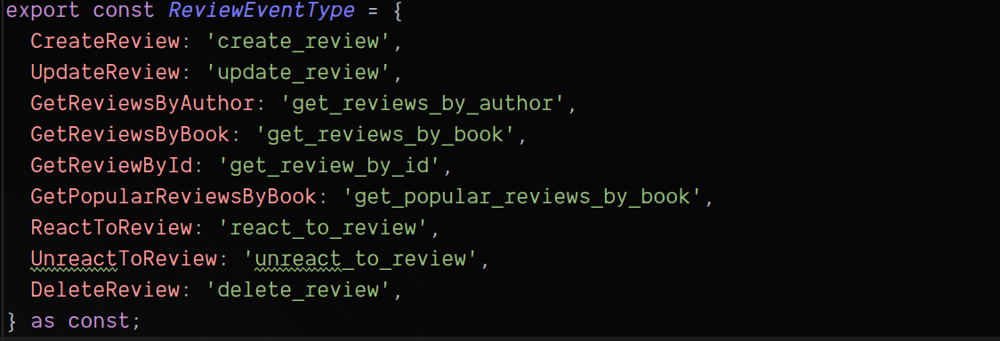 export const ReviewEventType = {
CreateReview: 'create_review',
UpdateReview: 'update_review',
GetReviewsByAuthor: 'get_reviews_by_author',
GetReviewsByBook: 'get_reviews_by_book',
GetReviewById: 'get_review_by_id',
GetPopularReviewsByBook: 'get_popular_reviews_by_book',
ReactToReview: 'react_to_review',
UnreactToReview: 'unreact_to_review',
DeleteReview: 'delete_review',
} as const;